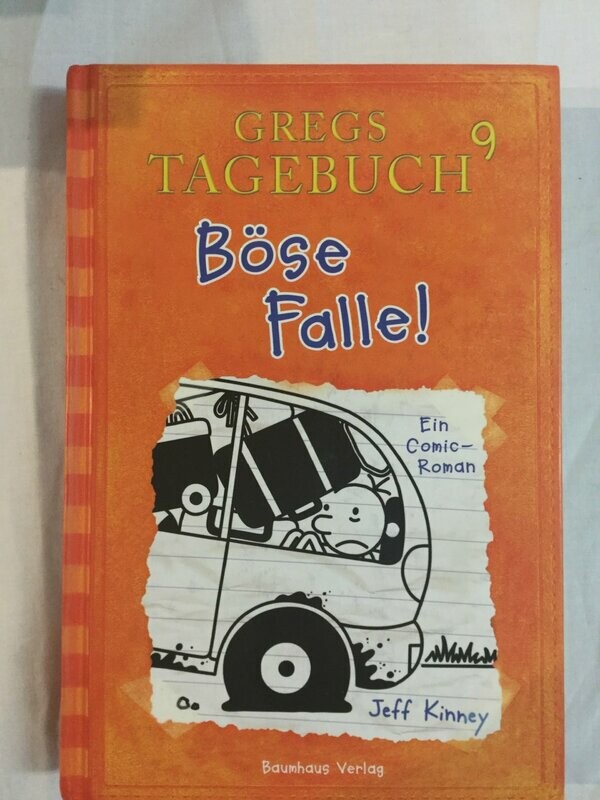 GREGS
TAGEBUCH 9
Böse
Falle!
Ein
Comic-
Roman
Jeff Kinney
Baumhaus Verlag